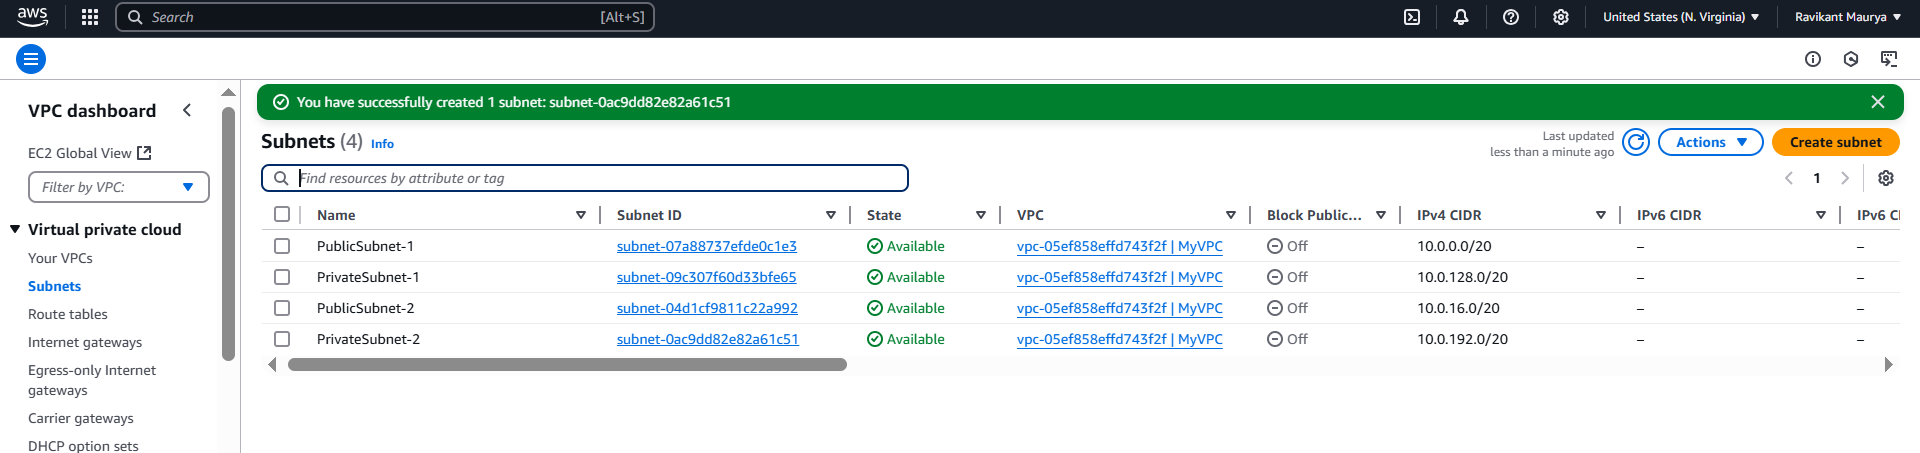 aws Search [Alt+S] United States (N. Virginia) Ravikant Maurya
VPC dashboard
EC2 Global View
Filter by VPC:
Virtual private cloud
Your VPCs
Subnets
Route tables
Internet gateways
Egress-only Internet
gateways
Carrier gateways
DHCP option sets
You have successfully created 1 subnet: subnet-0ac9dd82e82a61c51
Subnets (4) Info
Last updated
less than a minute ago
Actions
Create subnet
Find resources by attribute or tag
1
Name Subnet ID State VPC Block Public... IPv4 CIDR IPv6 CIDR IPv6 CI
PublicSubnet-1 subnet-07a88737efde0c1e3 Available vpc-05ef858effd743f2f | MyVPC Off 10.0.0.0/20 – –
PrivateSubnet-1 subnet-09c307f60d33bfe65 Available vpc-05ef858effd743f2f | MyVPC Off 10.0.128.0/20 – –
PublicSubnet-2 subnet-04d1cf9811c22a992 Available vpc-05ef858effd743f2f | MyVPC Off 10.0.16.0/20 – –
PrivateSubnet-2 subnet-0ac9dd82e82a61c51 Available vpc-05ef858effd743f2f | MyVPC Off 10.0.192.0/20 – –